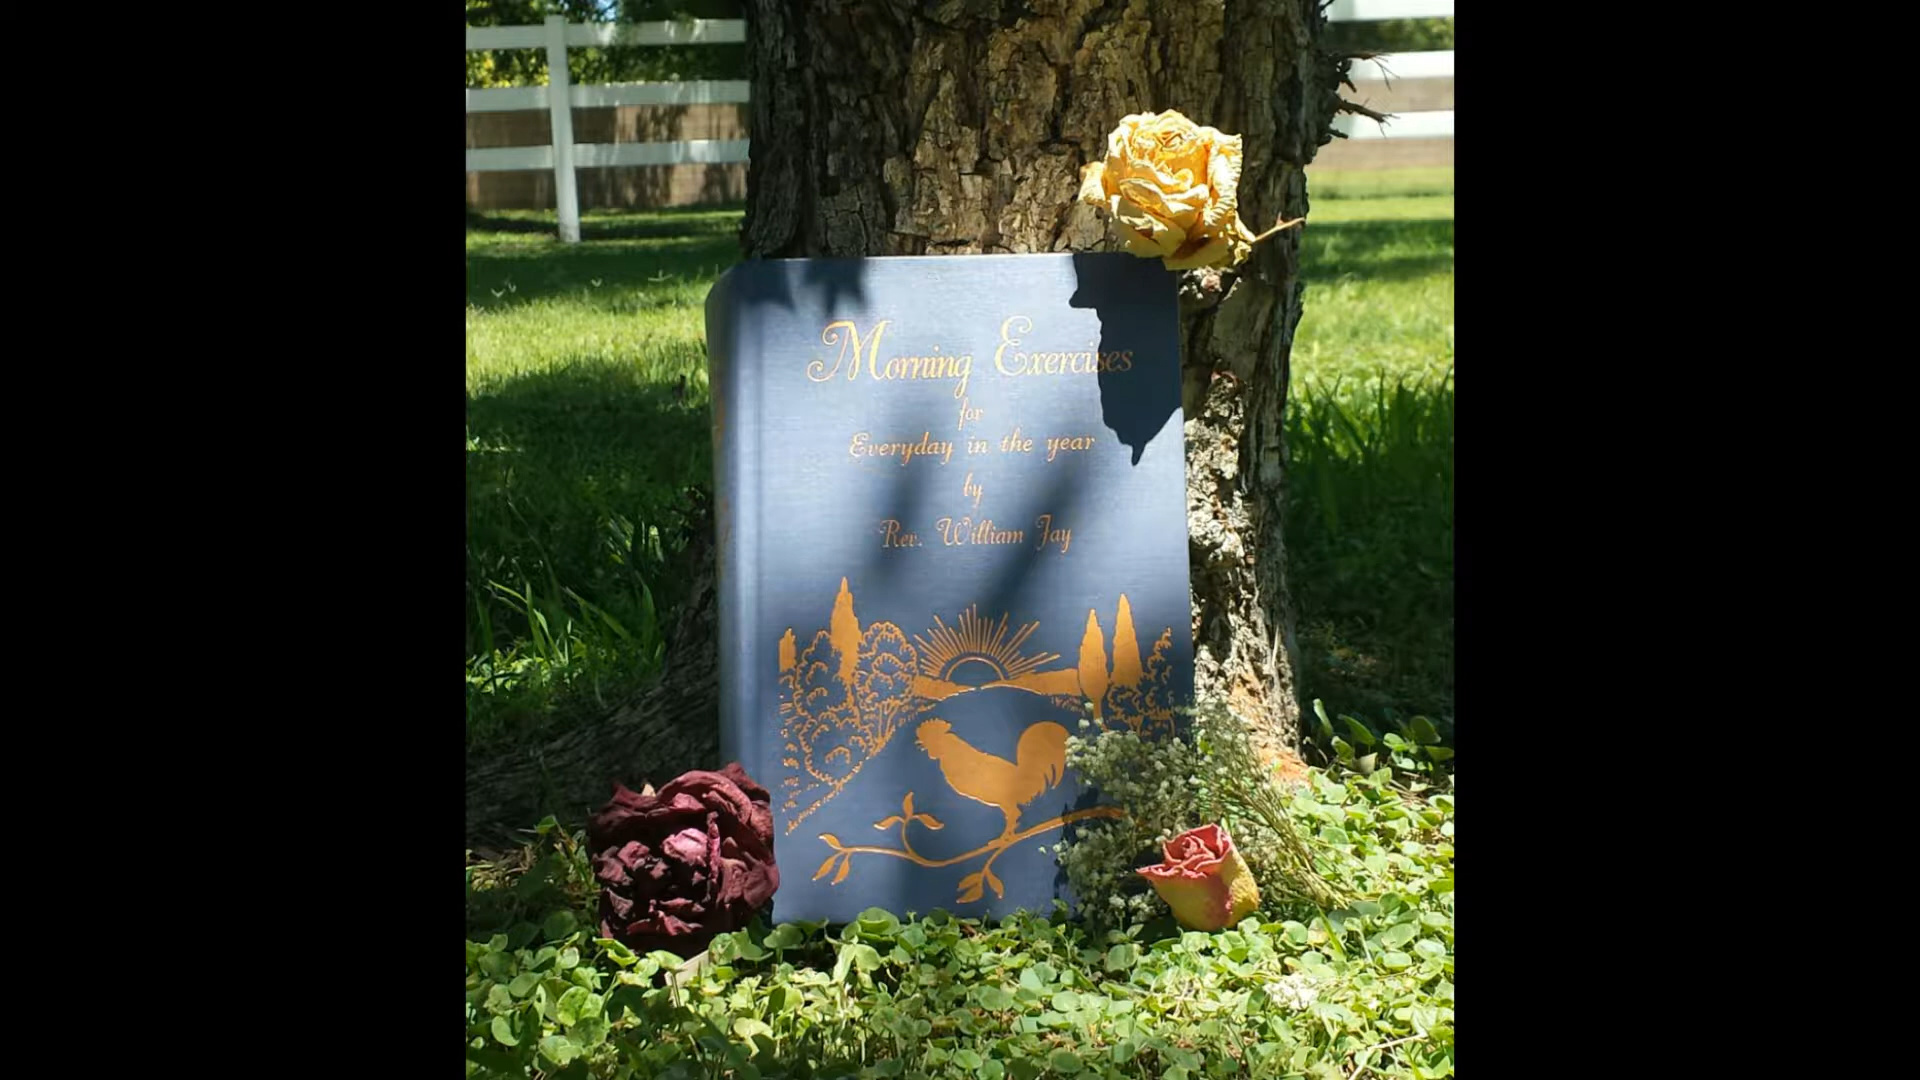 Morning Exercises
for
Everyday in the year
by
Rev. William Jay